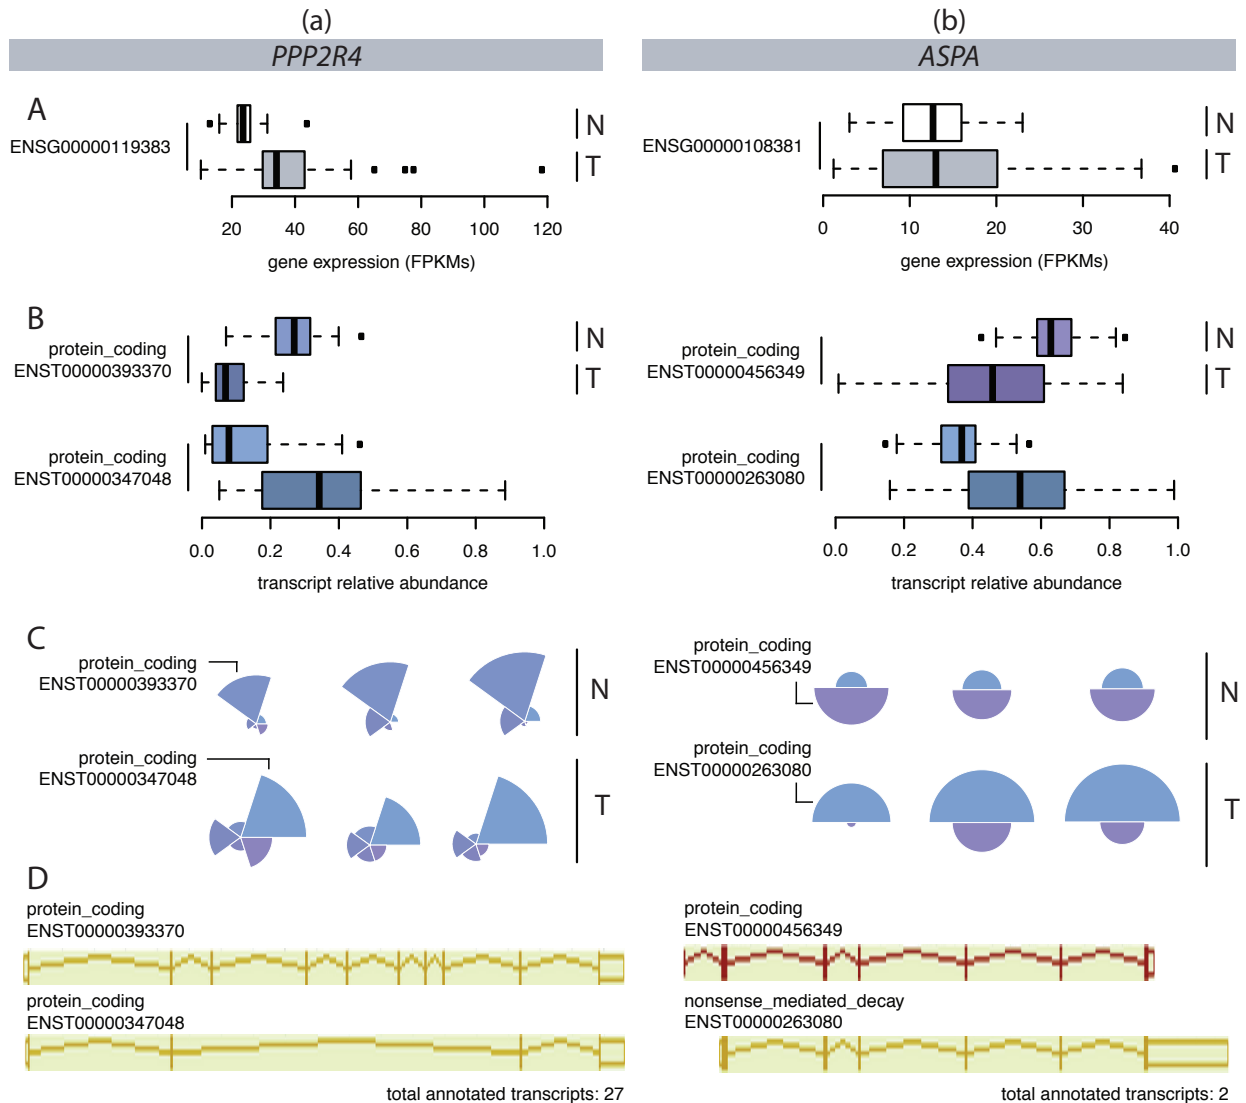 (a)
PPP2R4
A
ENSG00000119383
N
T
20 40 60 80 100 120
gene expression (FPKMs)
B
protein_coding
ENST00000393370
N
T
protein_coding
ENST00000347048
0.0 0.2 0.4 0.6 0.8 1.0
transcript relative abundance
C
protein_coding
ENST00000393370
N
protein_coding
ENST00000347048
T
D
protein_coding
ENST00000393370
protein_coding
ENST00000347048
total annotated transcripts: 27
(b)
ASPA
ENSG00000108381
N
T
0 10 20 30 40
gene expression (FPKMs)
protein_coding
ENST00000456349
N
T
protein_coding
ENST00000263080
0.0 0.2 0.4 0.6 0.8 1.0
transcript relative abundance
protein_coding
ENST00000456349
N
protein_coding
ENST00000263080
T
protein_coding
ENST00000456349
nonsense_mediated_decay
ENST00000263080
total annotated transcripts: 2